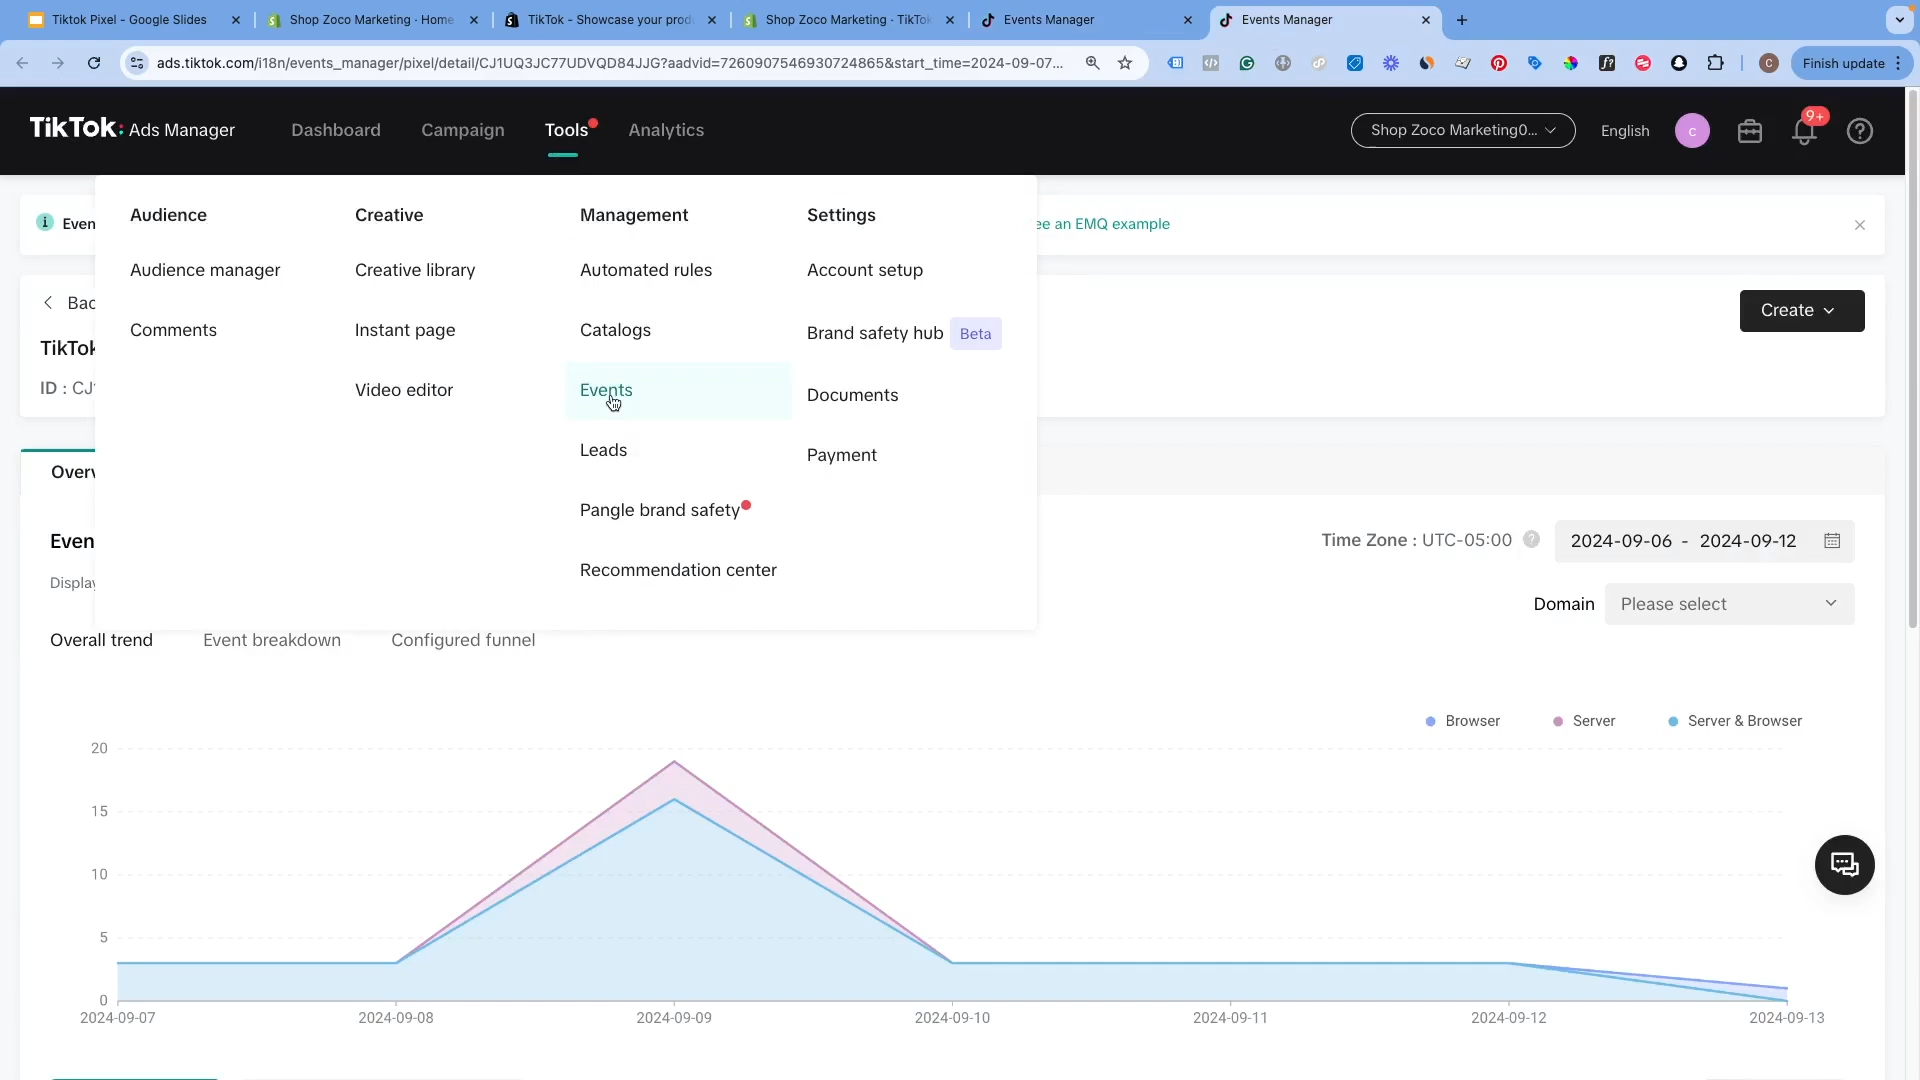 Tiktok Pixel - Google Slides
Shop Zoco Marketing · Home
TikTok - Showcase your prod
Shop Zoco Marketing · TikTok
Events Manager
Events Manager
ads.tiktok.com/i18n/events_manager/pixel/detail/CJ1UQ3JC77UDVQD84JJG?aadvid=7260907546930724865&start_time=2024-09-07...
C
Finish update
TikTok: Ads Manager
Dashboard
Campaign
Tools
Analytics
Shop Zoco Marketing0...
English
C
9+
Even
ee an EMQ example
Audience
Creative
Management
Settings
Audience manager
Creative library
Automated rules
Account setup
Comments
Instant page
Catalogs
Brand safety hub Beta
Video editor
Events
Documents
Leads
Payment
Pangle brand safety
Recommendation center
Bac
Create
TikTok
ID : CJ1
Overv
Even
Display
Time Zone : UTC-05:00
2024-09-06 - 2024-09-12
Domain
Please select
Overall trend
Event breakdown
Configured funnel
Browser
Server
Server & Browser
20
15
10
5
0
2024-09-07
2024-09-08
2024-09-09
2024-09-10
2024-09-11
2024-09-12
2024-09-13